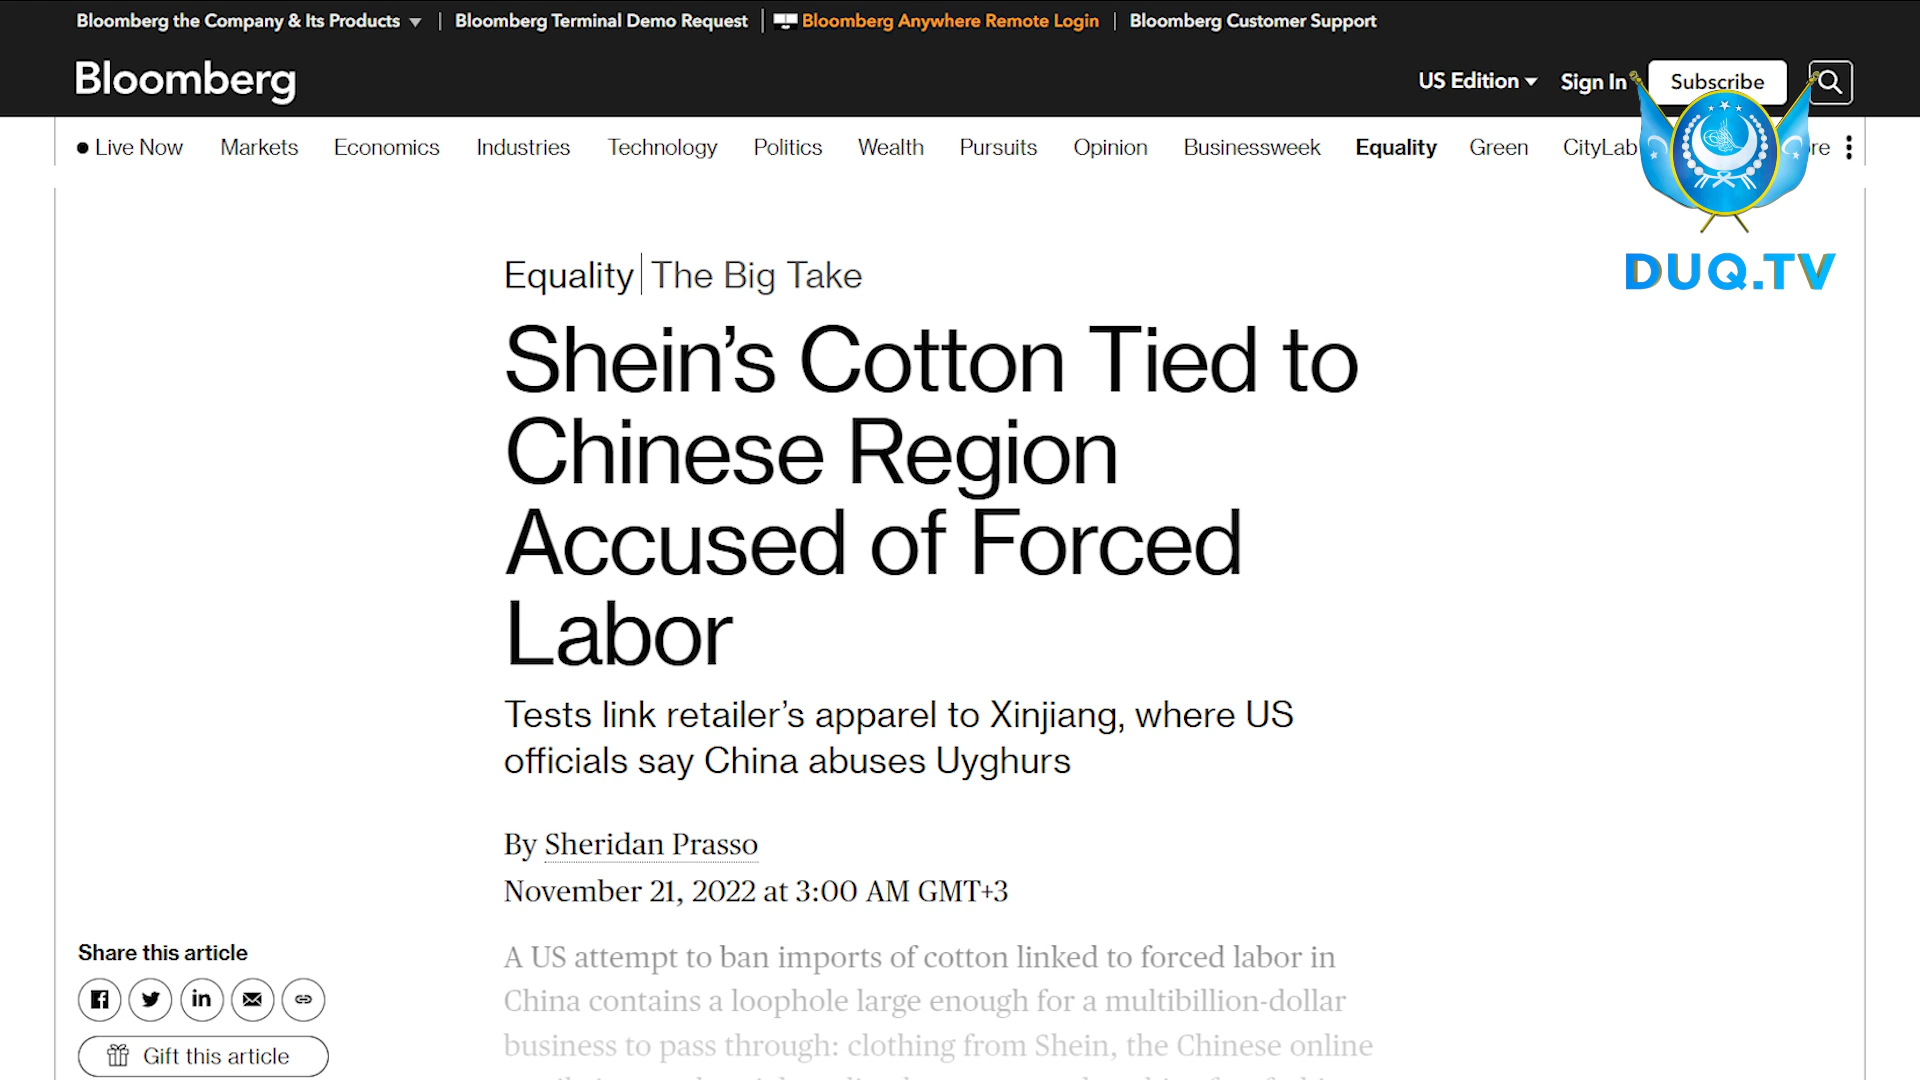 Bloomberg the Company & Its Products
Bloomberg Terminal Demo Request
Bloomberg Anywhere Remote Login
Bloomberg Customer Support
Bloomberg
US Edition
Sign In
Subscribe
Live Now
Markets
Economics
Industries
Technology
Politics
Wealth
Pursuits
Opinion
Businessweek
Equality
Green
CityLab
re
DUQ.TV
Equality | The Big Take
Shein’s Cotton Tied to
Chinese Region
Accused of Forced
Labor
Tests link retailer’s apparel to Xinjiang, where US
officials say China abuses Uyghurs
By Sheridan Prasso
November 21, 2022 at 3:00 AM GMT+3
Share this article
Gift this article
A US attempt to ban imports of cotton linked to forced labor in
China contains a loophole large enough for a multibillion-dollar
business to pass through: clothing from Shein, the Chinese online